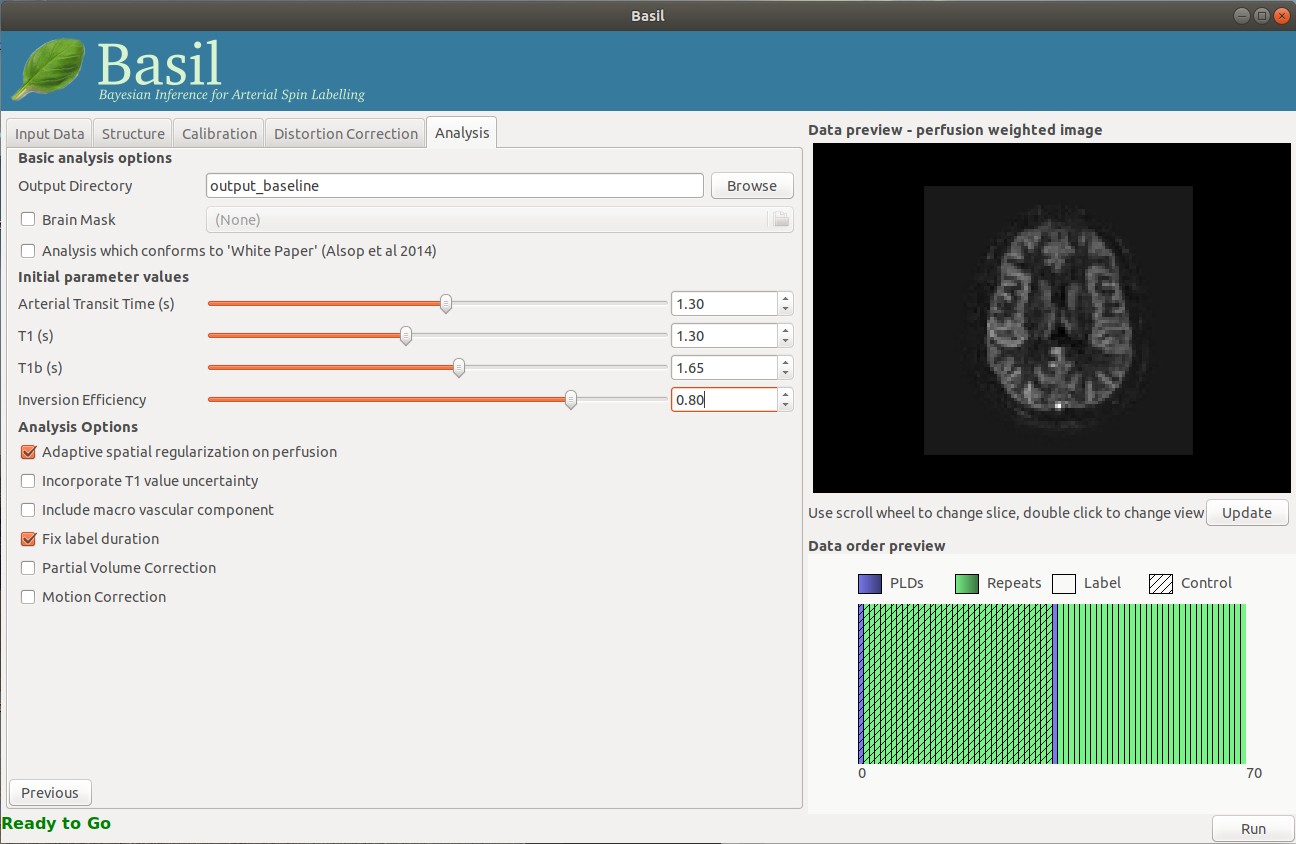 Basil
Basil
Bayesian Inference for Arterial Spin Labelling
Input Data
Structure
Calibration
Distortion Correction
Analysis
Basic analysis options
Output Directory
output_baseline
Browse
Brain Mask
(None)
Analysis which conforms to 'White Paper' (Alsop et al 2014)
Initial parameter values
Arterial Transit Time (s)
1.30
T1 (s)
1.30
T1b (s)
1.65
Inversion Efficiency
0.80
Analysis Options
Adaptive spatial regularization on perfusion
Incorporate T1 value uncertainty
Include macro vascular component
Fix label duration
Partial Volume Correction
Motion Correction
Previous
Ready to Go
Data preview - perfusion weighted image
Use scroll wheel to change slice, double click to change view
Update
Data order preview
PLDs
Repeats
Label
Control
0
70
Run